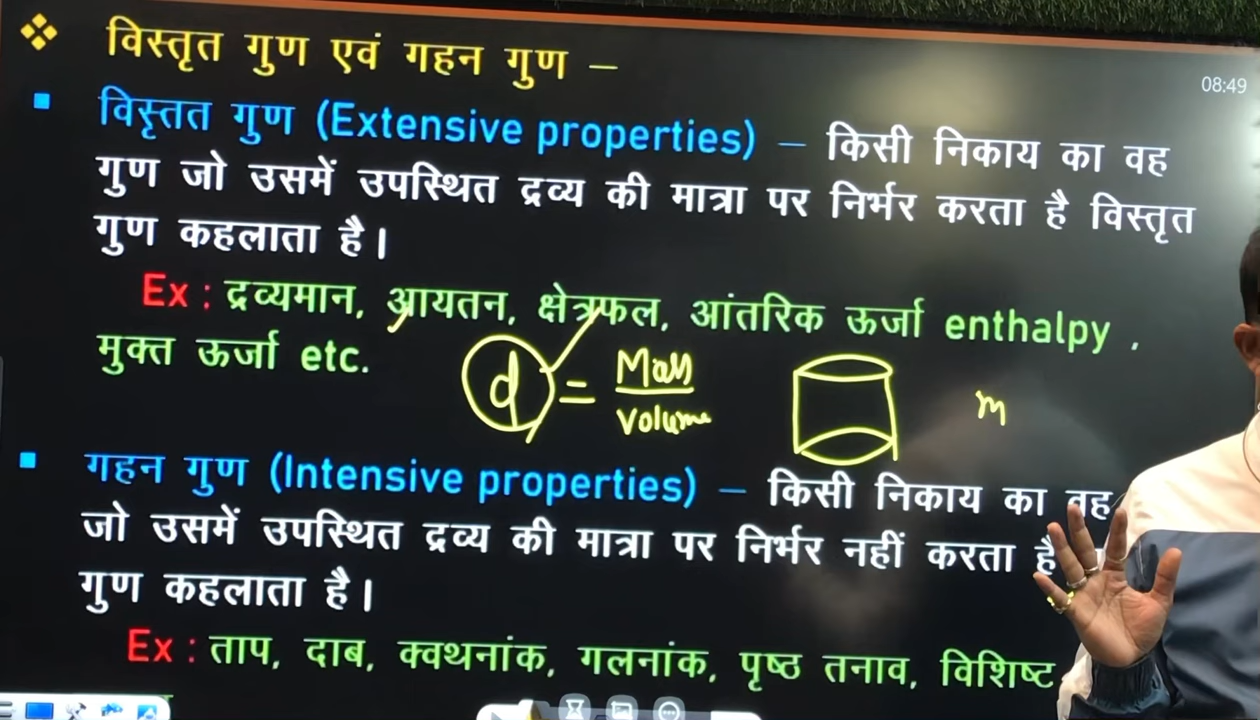 विस्तृत गुण एवं गहन गुण –
08:49
विस्तृत गुण (Extensive properties) – किसी निकाय का वह
गुण जो उसमें उपस्थित द्रव्य की मात्रा पर निर्भर करता है विस्तृत
गुण कहलाता है।
Ex : द्रव्यमान, आयतन, क्षेत्रफल, आंतरिक ऊर्जा enthalpy ,
मुक्त ऊर्जा etc.
d = Mass
volume
m
गहन गुण (Intensive properties) – किसी निकाय का वह
जो उसमें उपस्थित द्रव्य की मात्रा पर निर्भर नहीं करता है
गुण कहलाता है।
Ex : ताप, दाब, क्वथनांक, गलनांक, पृष्ठ तनाव, विशिष्ट